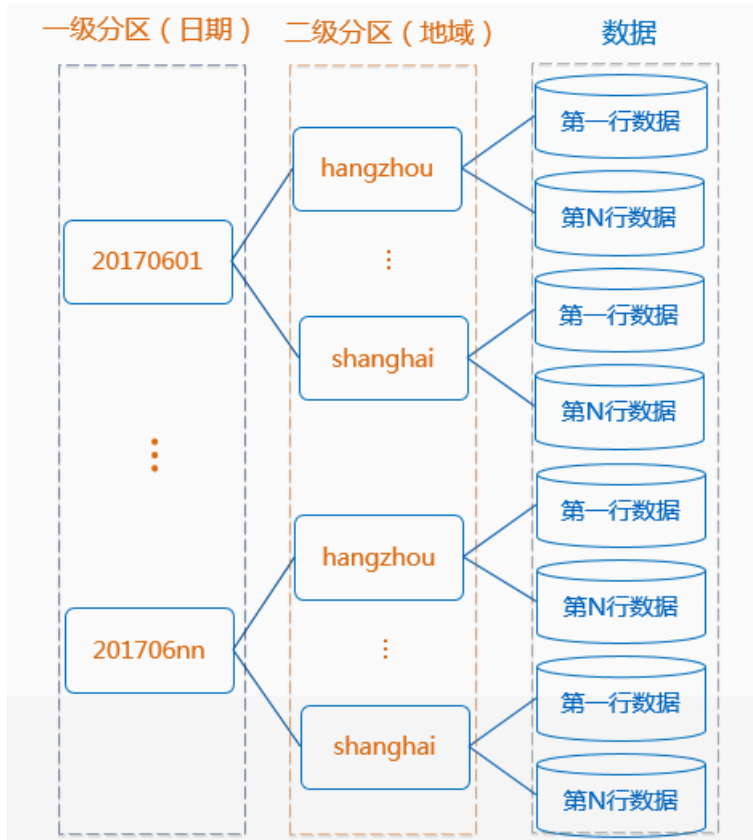 一级分区（日期）
二级分区（地域）
数据
20170601
hangzhou
第一行数据
第N行数据
shanghai
第一行数据
第N行数据
201706nn
hangzhou
第一行数据
第N行数据
shanghai
第一行数据
第N行数据